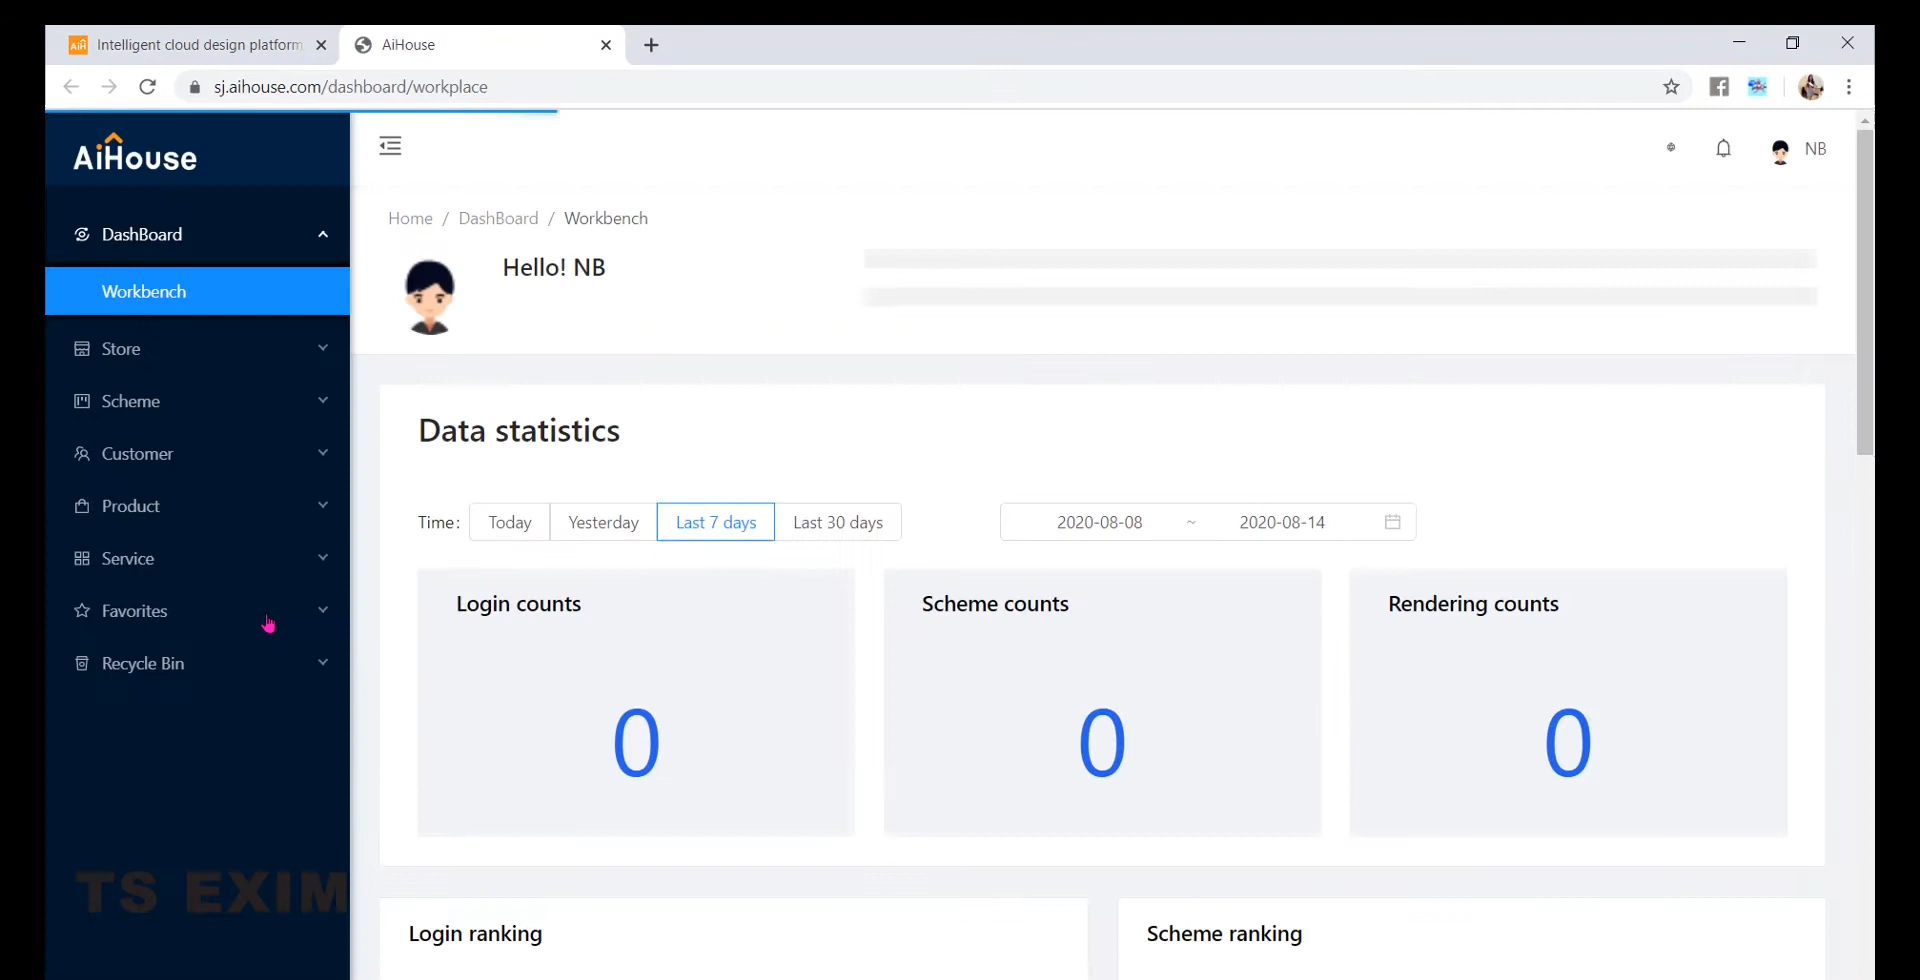 Intelligent cloud design platform
AiHouse
sj.aihouse.com/dashboard/workplace
AiHouse
NB
DashBoard
Workbench
Store
Scheme
Customer
Product
Service
Favorites
Recycle Bin
TS EXIM
Home / DashBoard / Workbench
Hello! NB
Data statistics
Time: Today Yesterday Last 7 days Last 30 days 2020-08-08 ~ 2020-08-14
Login counts
0
Scheme counts
0
Rendering counts
0
Login ranking
Scheme ranking